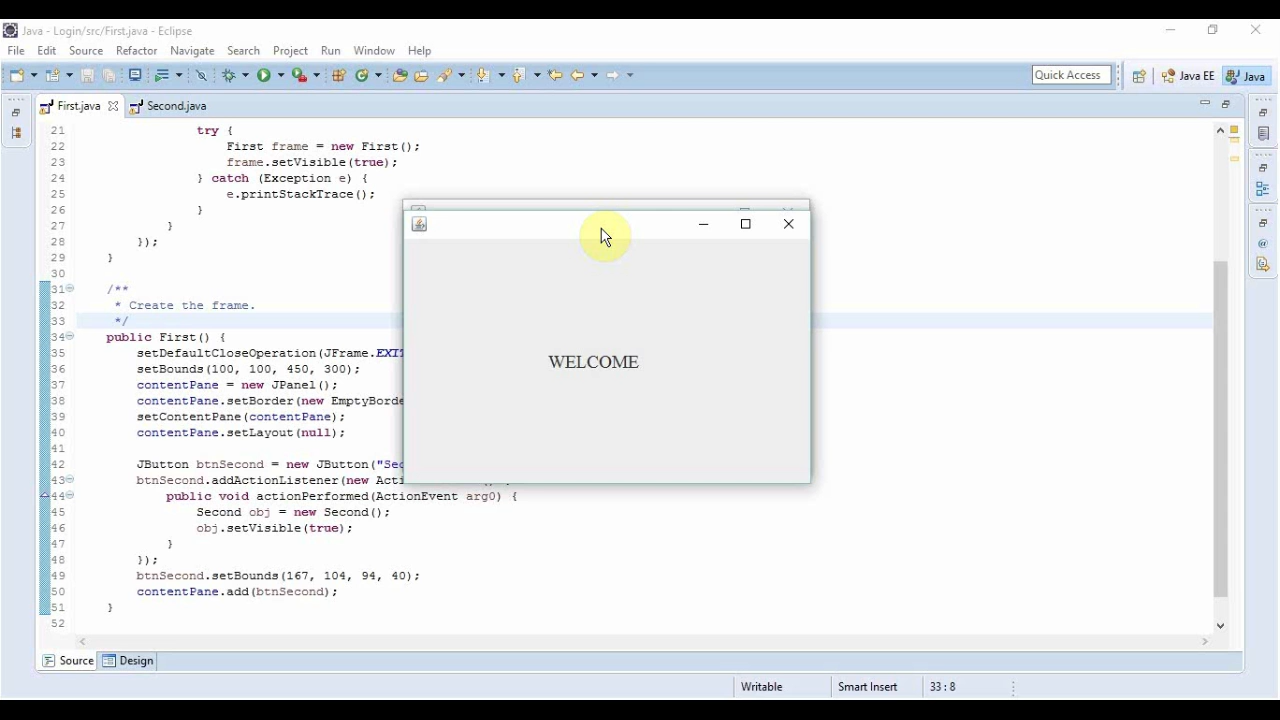 Java - Login/src/First.java - Eclipse
File Edit Source Refactor Navigate Search Project Run Window Help
Quick Access Java EE Java
First.java Second.java
21 try {
22 First frame = new First();
23 frame.setVisible(true);
24 } catch (Exception e) {
25 e.printStackTrace();
26 }
27 }
28 });
29 }
30
31 /**
32 * Create the frame.
33 */
34 public First() {
35 setDefaultCloseOperation(JFrame.EXIT
36 setBounds(100, 100, 450, 300);
37 contentPane = new JPanel();
38 contentPane.setBorder(new EmptyBorde
39 setContentPane(contentPane);
40 contentPane.setLayout(null);
41
42 JButton btnSecond = new JButton("Sec
43 btnSecond.addActionListener(new Act
44 public void actionPerformed(ActionEvent arg0) {
45 Second obj = new Second();
46 obj.setVisible(true);
47 }
48 });
49 btnSecond.setBounds(167, 104, 94, 40);
50 contentPane.add(btnSecond);
51 }
52
WELCOME
Source Design
Writable Smart Insert 33 : 8